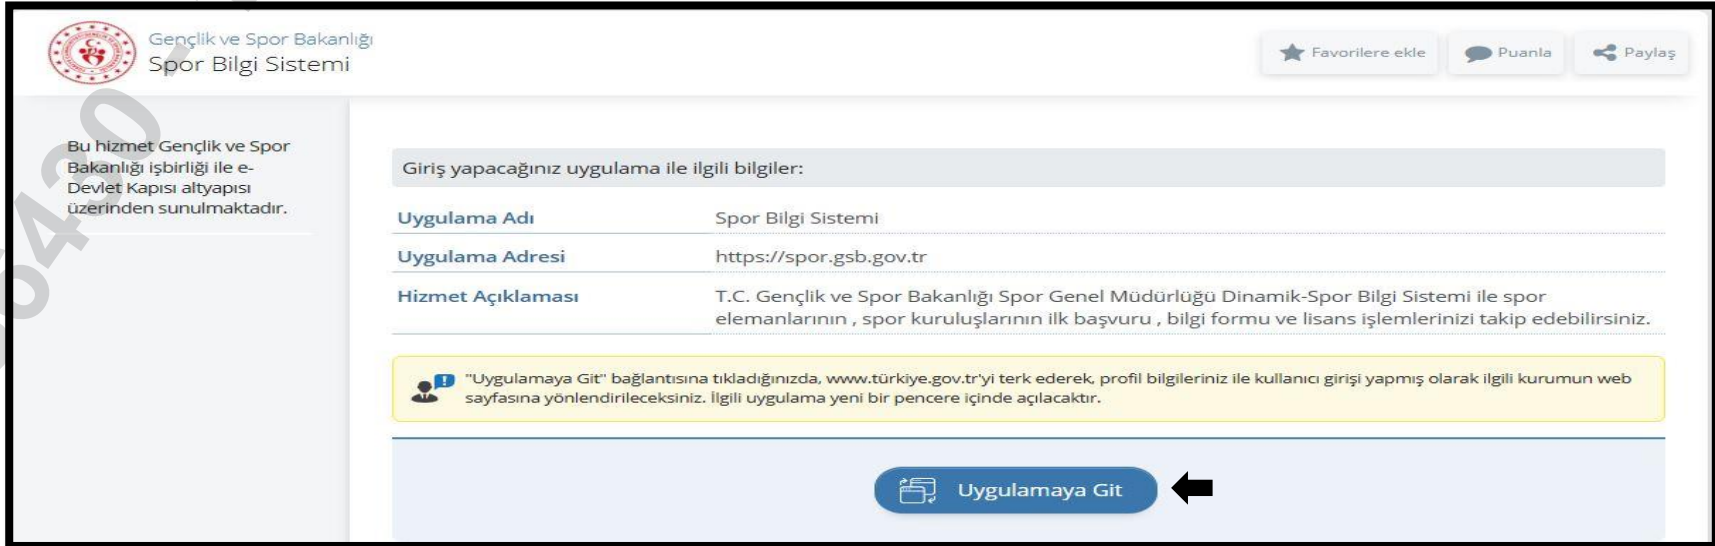 Gençlik ve Spor Bakanlığı
Spor Bilgi Sistemi
Favorilere ekle
Puanla
Paylaş
Bu hizmet Gençlik ve Spor
Bakanlığı işbirliği ile e-
Devlet Kapısı altyapısı
üzerinden sunulmaktadır.
Giriş yapacağınız uygulama ile ilgili bilgiler:
Uygulama Adı Spor Bilgi Sistemi
Uygulama Adresi https://spor.gsb.gov.tr
Hizmet Açıklaması T.C. Gençlik ve Spor Bakanlığı Spor Genel Müdürlüğü Dinamik-Spor Bilgi Sistemi ile spor
elemanlarının , spor kuruluşlarının ilk başvuru , bilgi formu ve lisans işlemlerinizi takip edebilirsiniz.
"Uygulamaya Git" bağlantısına tıkladığınızda, www.türkiye.gov.tr'yi terk ederek, profil bilgileriniz ile kullanıcı girişi yapmış olarak ilgili kurumun web
sayfasına yönlendirileceksiniz. İlgili uygulama yeni bir pencere içinde açılacaktır.
Uygulamaya Git